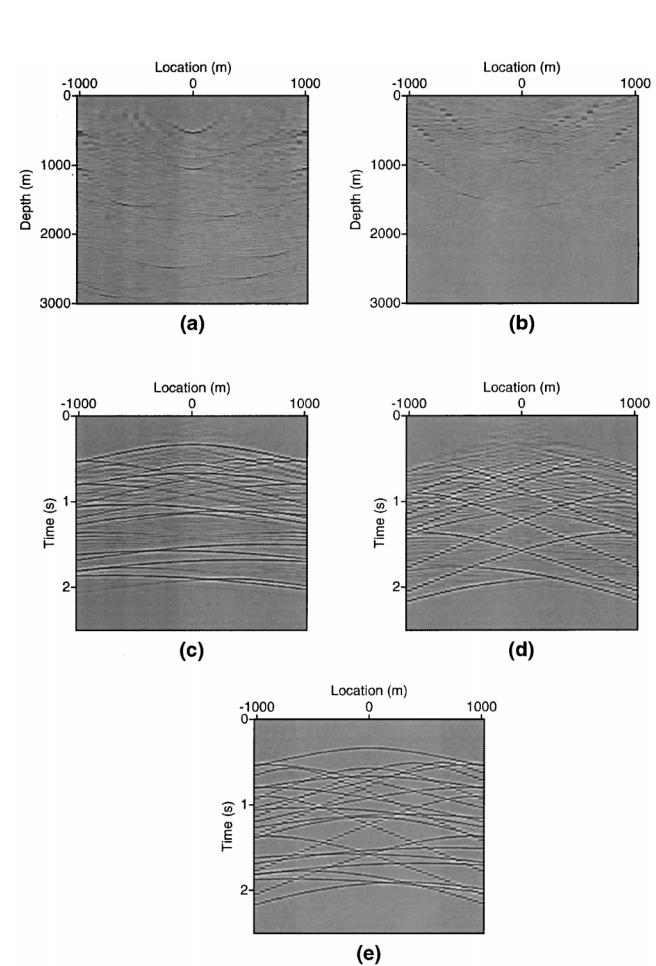 Location (m)
-1000 0 1000
0
1000
2000
3000
Depth (m)
(a)
Location (m)
-1000 0 1000
0
1000
2000
3000
Depth (m)
(b)
Location (m)
-1000 0 1000
0
1
2
Time (s)
(c)
Location (m)
-1000 0 1000
0
1
2
Time (s)
(d)
Location (m)
-1000 0 1000
0
1
2
Time (s)
(e)